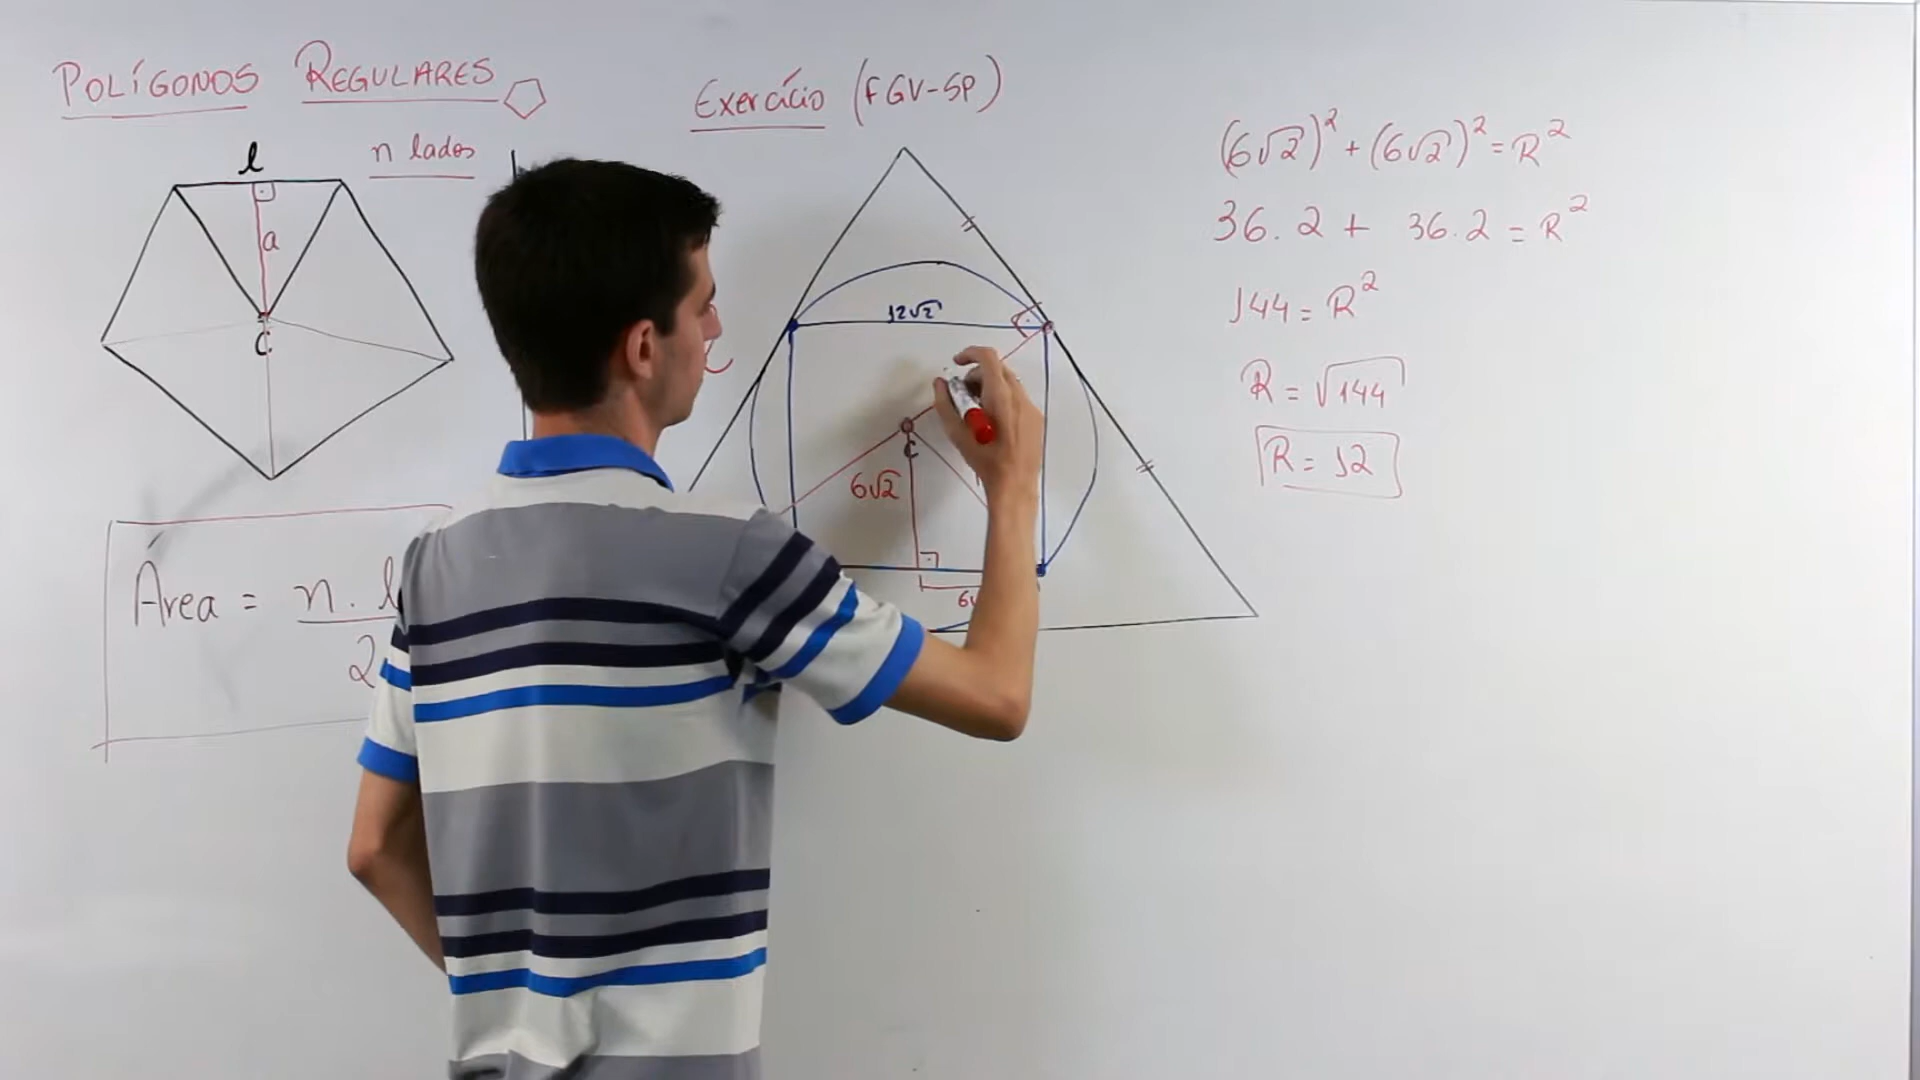 POLÍGONOS REGULARES
n lados
l
a
C
Área = n . l
2
Exercício (FGV-SP)
12√2
C
6√2
(6√2)² + (6√2)² = R²
36.2 + 36.2 = R²
144 = R²
R = √144
R = 12